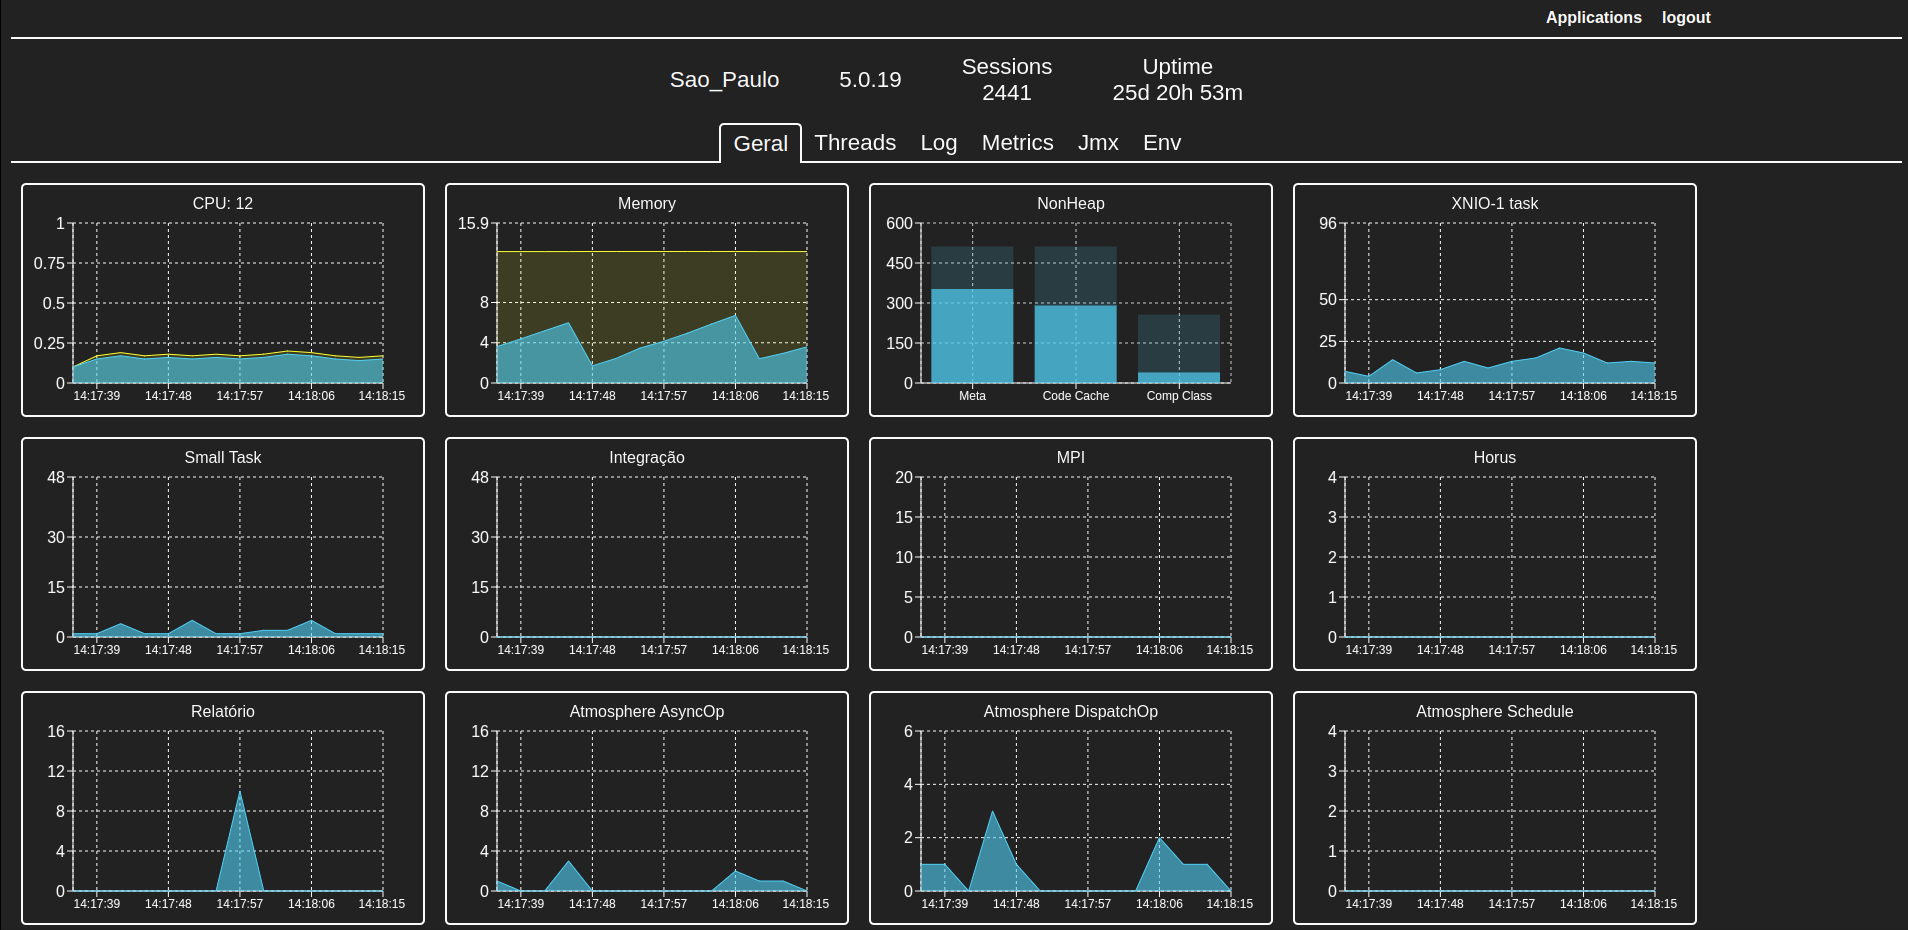 Applications logout
Sao_Paulo 5.0.19 Sessions 2441 Uptime 25d 20h 53m
Geral Threads Log Metrics Jmx Env
CPU: 12
1
0.75
0.5
0.25
0
14:17:39 14:17:48 14:17:57 14:18:06 14:18:15
Memory
15.9
8
4
0
14:17:39 14:17:48 14:17:57 14:18:06 14:18:15
NonHeap
600
450
300
150
0
Meta Code Cache Comp Class
XNIO-1 task
96
50
25
0
14:17:39 14:17:48 14:17:57 14:18:06 14:18:15
Small Task
48
30
15
0
14:17:39 14:17:48 14:17:57 14:18:06 14:18:15
Integração
48
30
15
0
14:17:39 14:17:48 14:17:57 14:18:06 14:18:15
MPI
20
15
10
5
0
14:17:39 14:17:48 14:17:57 14:18:06 14:18:15
Horus
4
3
2
1
0
14:17:39 14:17:48 14:17:57 14:18:06 14:18:15
Relatório
16
12
8
4
0
14:17:39 14:17:48 14:17:57 14:18:06 14:18:15
Atmosphere AsyncOp
16
12
8
4
0
14:17:39 14:17:48 14:17:57 14:18:06 14:18:15
Atmosphere DispatchOp
6
4
2
0
14:17:39 14:17:48 14:17:57 14:18:06 14:18:15
Atmosphere Schedule
4
3
2
1
0
14:17:39 14:17:48 14:17:57 14:18:06 14:18:15